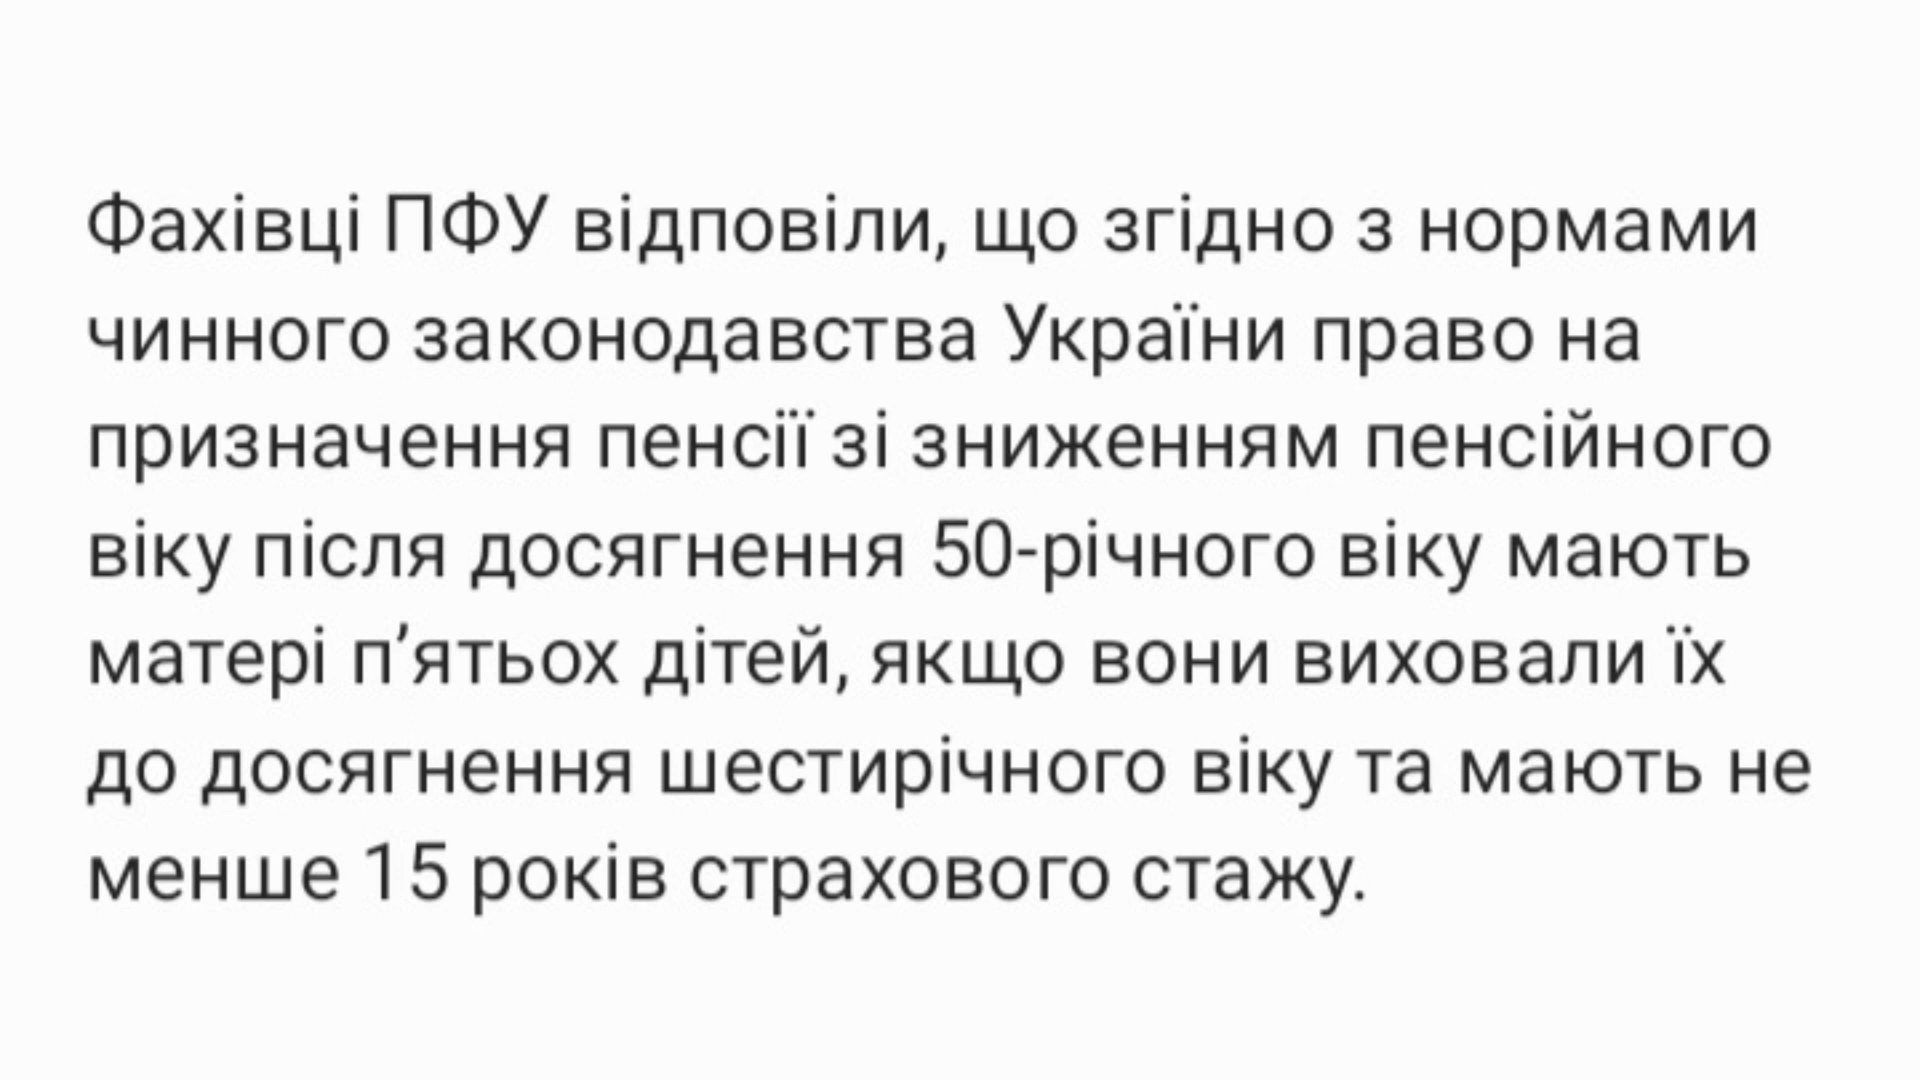 Фахівці ПФУ відповіли, що згідно з нормами
чинного законодавства України право на
призначення пенсії зі зниженням пенсійного
віку після досягнення 50-річного віку мають
матері п’ятьох дітей, якщо вони виховали їх
до досягнення шестирічного віку та мають не
менше 15 років страхового стажу.